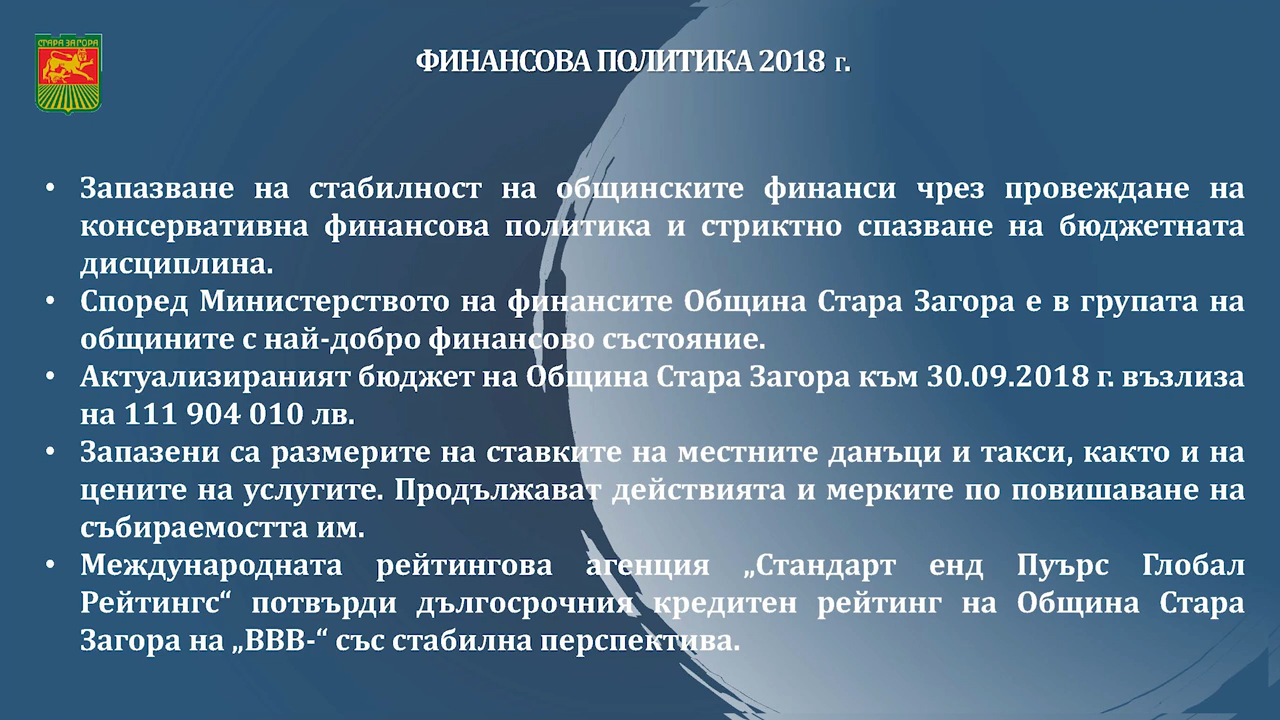 СТАРА ЗАГОРА
ФИНАНСОВА ПОЛИТИКА 2018 г.
• Запазване на стабилност на общинските финанси чрез провеждане на
консервативна финансова политика и стриктно спазване на бюджетната
дисциплина.
• Според Министерството на финансите Община Стара Загора е в групата на
общините с най-добро финансово състояние.
• Актуализираният бюджет на Община Стара Загора към 30.09.2018 г. възлиза
на 111 904 010 лв.
• Запазени са размерите на ставките на местните данъци и такси, както и на
цените на услугите. Продължават действията и мерките по повишаване на
събираемостта им.
• Международната рейтингова агенция „Стандарт енд Пуърс Глобал
Рейтингс“ потвърди дългосрочния кредитен рейтинг на Община Стара
Загора на „BBB-“ със стабилна перспектива.